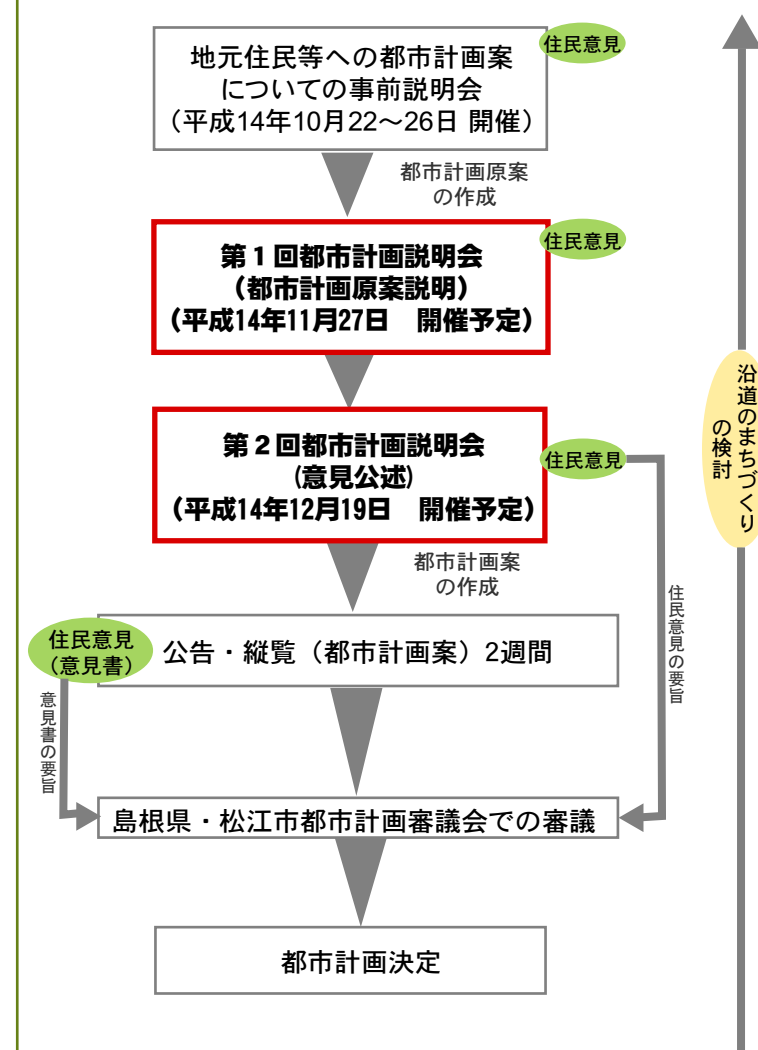 地元住民等への都市計画案
についての事前説明会
（平成14年10月22～26日 開催）
住民意見
都市計画原案
の作成
第１回都市計画説明会
（都市計画原案説明）
（平成14年11月27日　開催予定）
住民意見
第２回都市計画説明会
(意見公述)
（平成14年12月19日　開催予定）
住民意見
都市計画案
の作成
住民意見
（意見書）
公告・縦覧（都市計画案）2週間
意見書の要旨
住民意見の要旨
島根県・松江市都市計画審議会での審議
都市計画決定
沿道のまちづくり
の検討